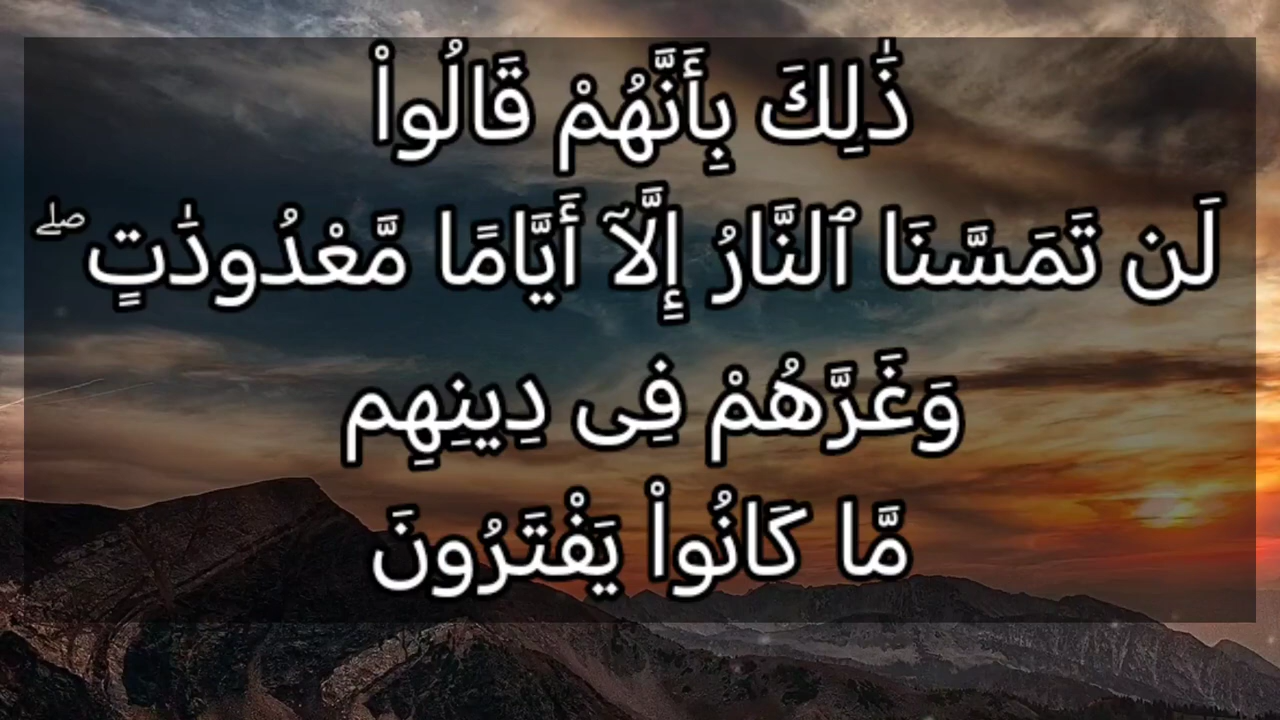 ذَٰلِكَ بِأَنَّهُمْ قَالُوا۟
لَن تَمَسَّنَا ٱلنَّارُ إِلَّآ أَيَّامًا مَّعْدُودَٰتٍ ۖ
وَغَرَّهُمْ فِى دِينِهِم
مَّا كَانُوا۟ يَفْتَرُونَ